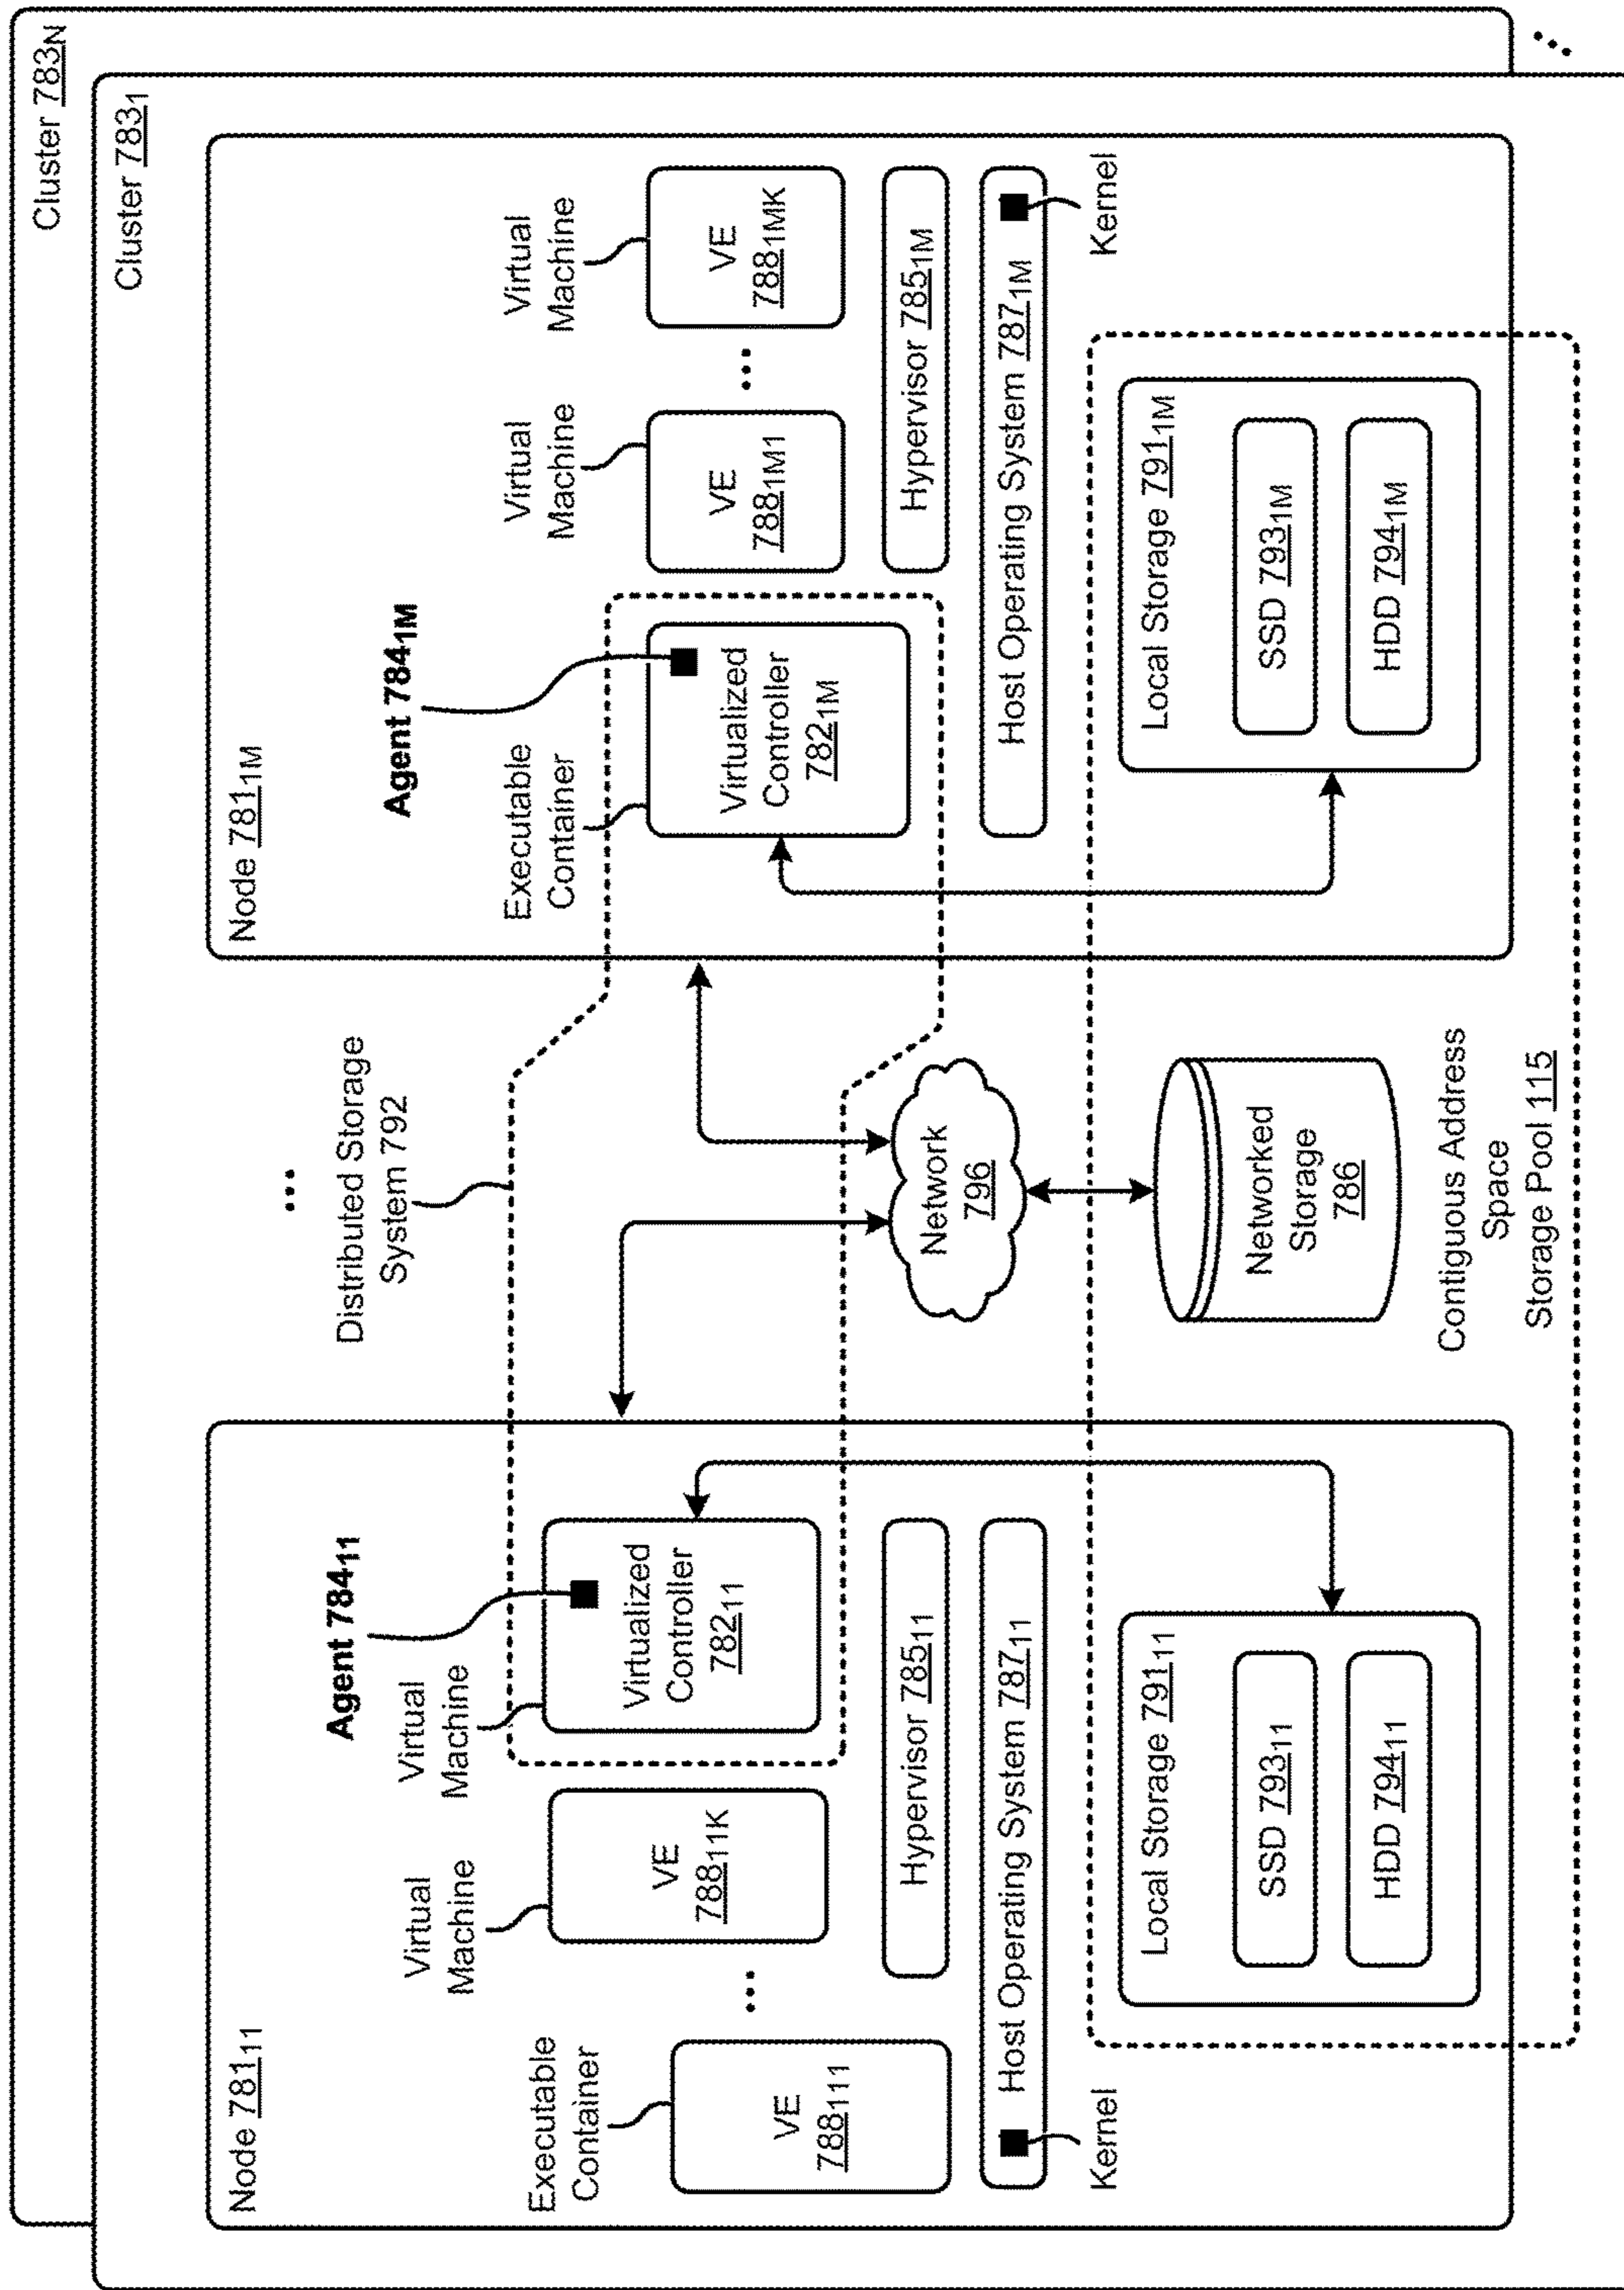 Cluster 783N
Cluster 7831
Node 78111
Executable
Container
VE
788111
...
Virtual
Machine
VE
78811K
Virtual
Machine
Agent 78411
Virtualized
Controller
78211
Hypervisor 78511
Host Operating System 78711
Kernel
Local Storage 79111
SSD 79311
HDD 79411
...
Distributed Storage
System 792
Network
796
Networked
Storage
786
Contiguous Address
Space
Storage Pool 115
Node 7811M
Agent 7841M
Executable
Container
Virtualized
Controller
7821M
Virtual
Machine
VE
7881M1
...
Virtual
Machine
VE
7881MK
Hypervisor 7851M
Host Operating System 7871M
Kernel
Local Storage 7911M
SSD 7931M
HDD 7941M
...